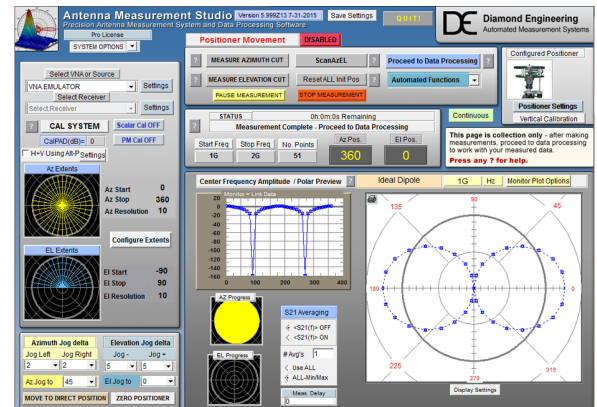 Antenna Measurement Studio
Version 5.999Z13 7-31-2015
Save Settings
QUIT!
DE
Diamond Engineering
Automated Measurement Systems
Precision Antenna Measurement System and Data Processing Software
Pro License
SYSTEM OPTIONS
Positioner Movement
DISABLED
? MEASURE AZIMUTH CUT
ScanAzEL
? Proceed to Data Processing ?
? MEASURE ELEVATION CUT
Reset ALL Init Pos
? Automated Functions
PAUSE MEASUREMENT
STOP MEASUREMENT
Configured Positioner
Positioner Settings
Vertical Calibration
Select VNA or Source
VNA EMULATOR
Settings
Select Receiver
Select Receiver
Settings
? CAL SYSTEM
Scalar Cal OFF
CalPAD(dB)= 0
PM Cal OFF
H+V Using Alt-P
Settings
STATUS
0h:0m:0s Remaining
Measurement Complete - Proceed to Data Processing
Start Freq
Stop Freq
No. Points
1G
2G
51
Az Pos.
El Pos.
360
0
Continuous
This page is collection only - after making
measurements, proceed to data processing
to work with your measured data.
Press any ? for help.
Az Extents
Az Start 0
Az Stop 360
Az Resolution 10
Configure Extents
EL Extents
El Start -90
El Stop 90
El Resolution 10
Center Frequency Amplitude / Polar Preview
?
Ideal Dipole
1G
Hz
Monitor Plot Options
Monitor = Link Data
20
0
-20
-40
-60
-80
-100
-120
-140
-160
0 100 200 300 400
90
135
45
180
0
225
315
270
Display Settings
AZ Progress
EL Progress
S21 Averaging
<S21(f)> OFF
<S21(f)> ON
# Avg's 1
Use ALL
ALL-Min/Max
Meas. Delay
0
Azimuth Jog delta
Elevation Jog delta
Jog Left
Jog Right
Jog -
Jog +
2
2
5
5
Az Jog to
45
El Jog to
0
MOVE TO DIRECT POSITION
ZERO POSITIONER